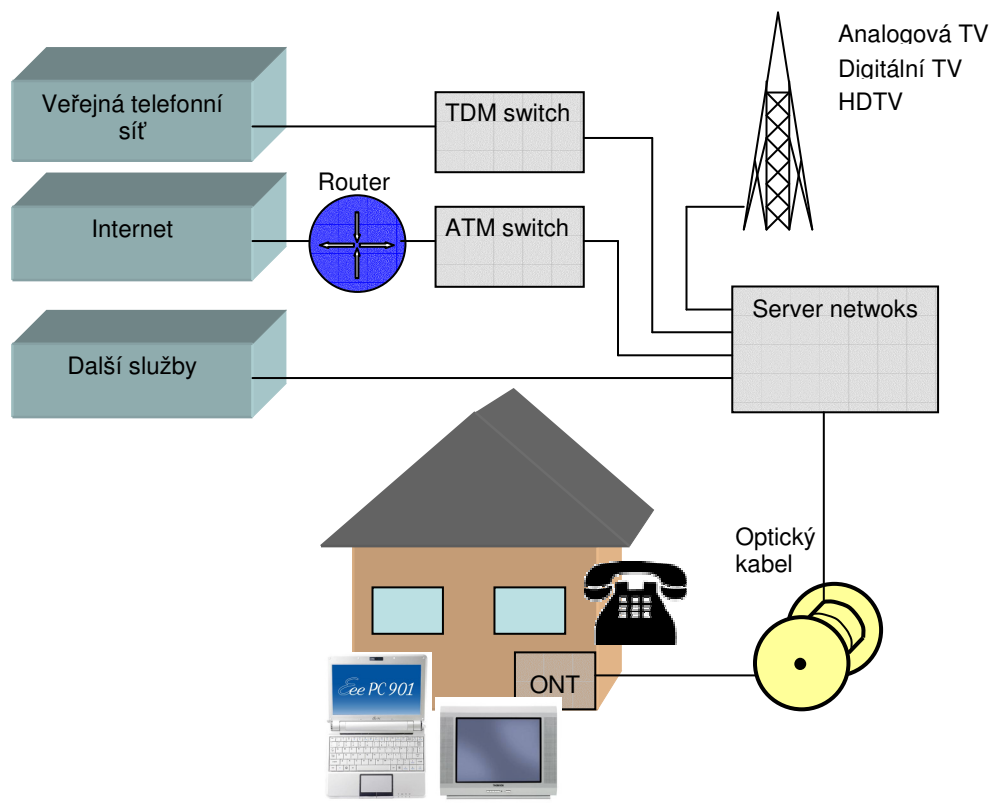 Analogová TV
Digitální TV
HDTV
Veřejná telefonní
síť
TDM switch
Router
Internet
ATM switch
Server netwoks
Další služby
Optický
kabel
ONT
Eee PC 901